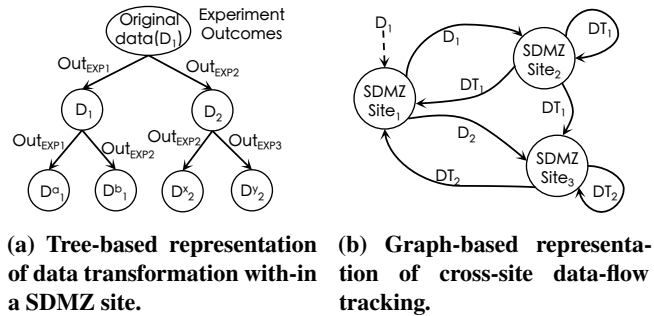 Original
data(D1)
Experiment
Outcomes
OutEXP1
OutEXP2
D1
D2
OutEXP1
OutEXP2
OutEXP2
OutEXP3
Da1
Db1
Dx2
Dy2
(a) Tree-based representation
of data transformation with-in
a SDMZ site.
D1
D1
DT1
SDMZ
Site2
DT1
SDMZ
Site1
DT1
D2
SDMZ
Site3
DT2
DT2
(b) Graph-based representa-
tion of cross-site data-flow
tracking.